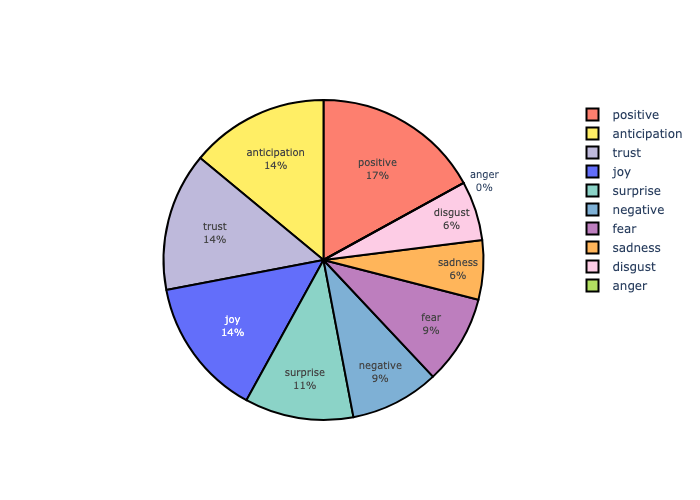 positive
17%
anger
0%
disgust
6%
sadness
6%
fear
9%
negative
9%
surprise
11%
joy
14%
trust
14%
anticipation
14%
positive
anticipation
trust
joy
surprise
negative
fear
sadness
disgust
anger